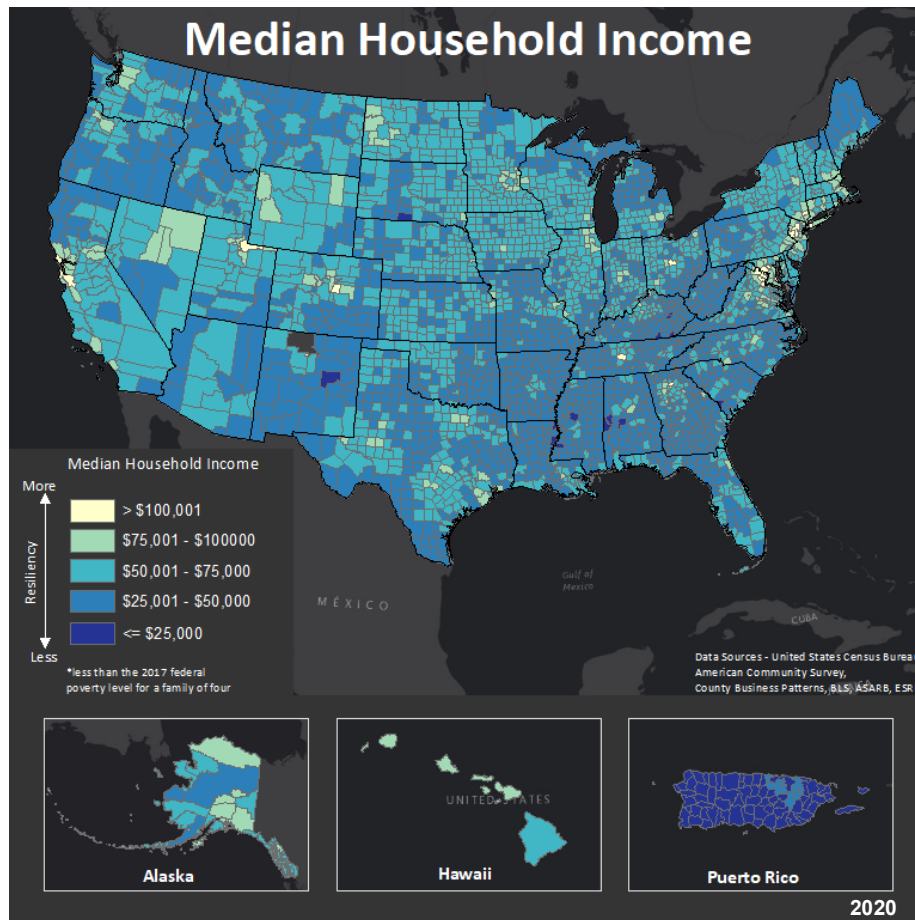 Median Household Income
Median Household Income
More
Resiliency
Less
> $100,001
$75,001 - $100000
$50,001 - $75,000
$25,001 - $50,000
<= $25,000
*less than the 2017 federal
poverty level for a family of four
MÉXICO
Gulf of
Mexico
CUBA
Data Sources - United States Census Bureau
American Community Survey,
County Business Patterns, BLS, ASARB, ESR
Alaska
UNITED STATES
Hawaii
Puerto Rico
2020